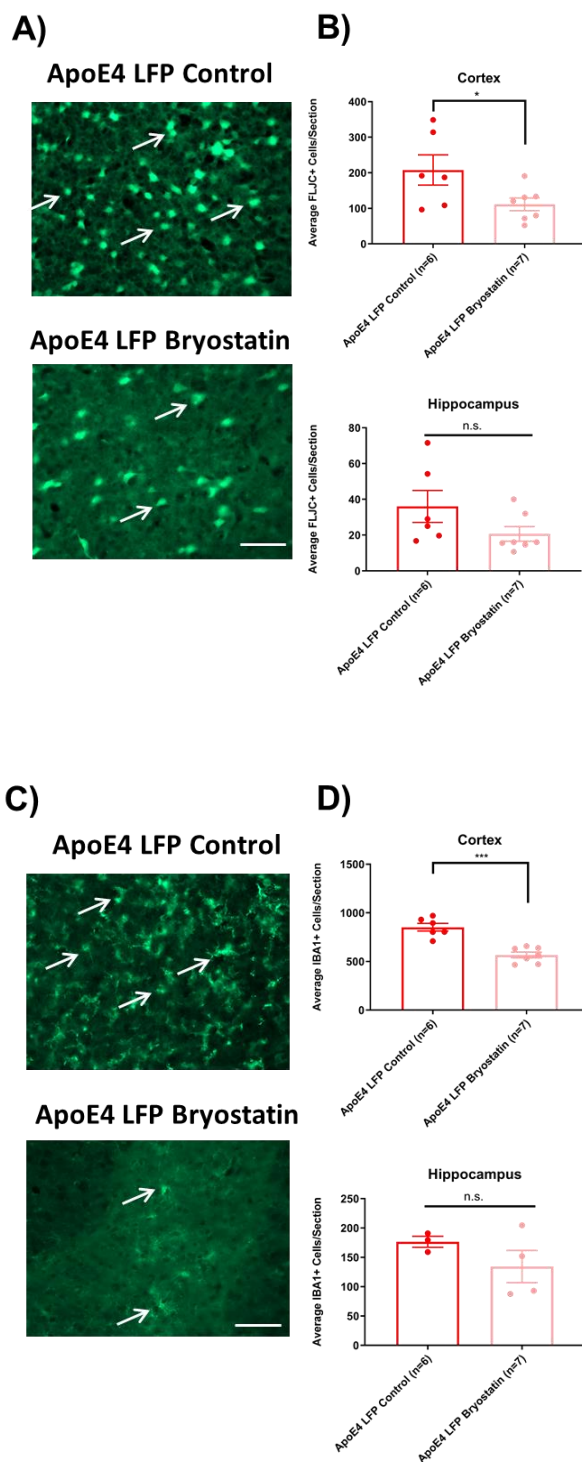 A)
ApoE4 LFP Control
ApoE4 LFP Bryostatin
B)
Cortex
*
Average FLJC+ Cells/Section
400
300
200
100
0
ApoE4 LFP Control (n=6)
ApoE4 LFP Bryostatin (n=7)
Hippocampus
n.s.
Average FLJC+ Cells/Section
80
60
40
20
0
ApoE4 LFP Control (n=6)
ApoE4 LFP Bryostatin (n=7)
C)
ApoE4 LFP Control
ApoE4 LFP Bryostatin
D)
Cortex
***
Average IBA1+ Cells/Section
1500
1000
500
0
ApoE4 LFP Control (n=6)
ApoE4 LFP Bryostatin (n=7)
Hippocampus
n.s.
Average IBA1+ Cells/Section
250
200
150
100
50
0
ApoE4 LFP Control (n=6)
ApoE4 LFP Bryostatin (n=7)